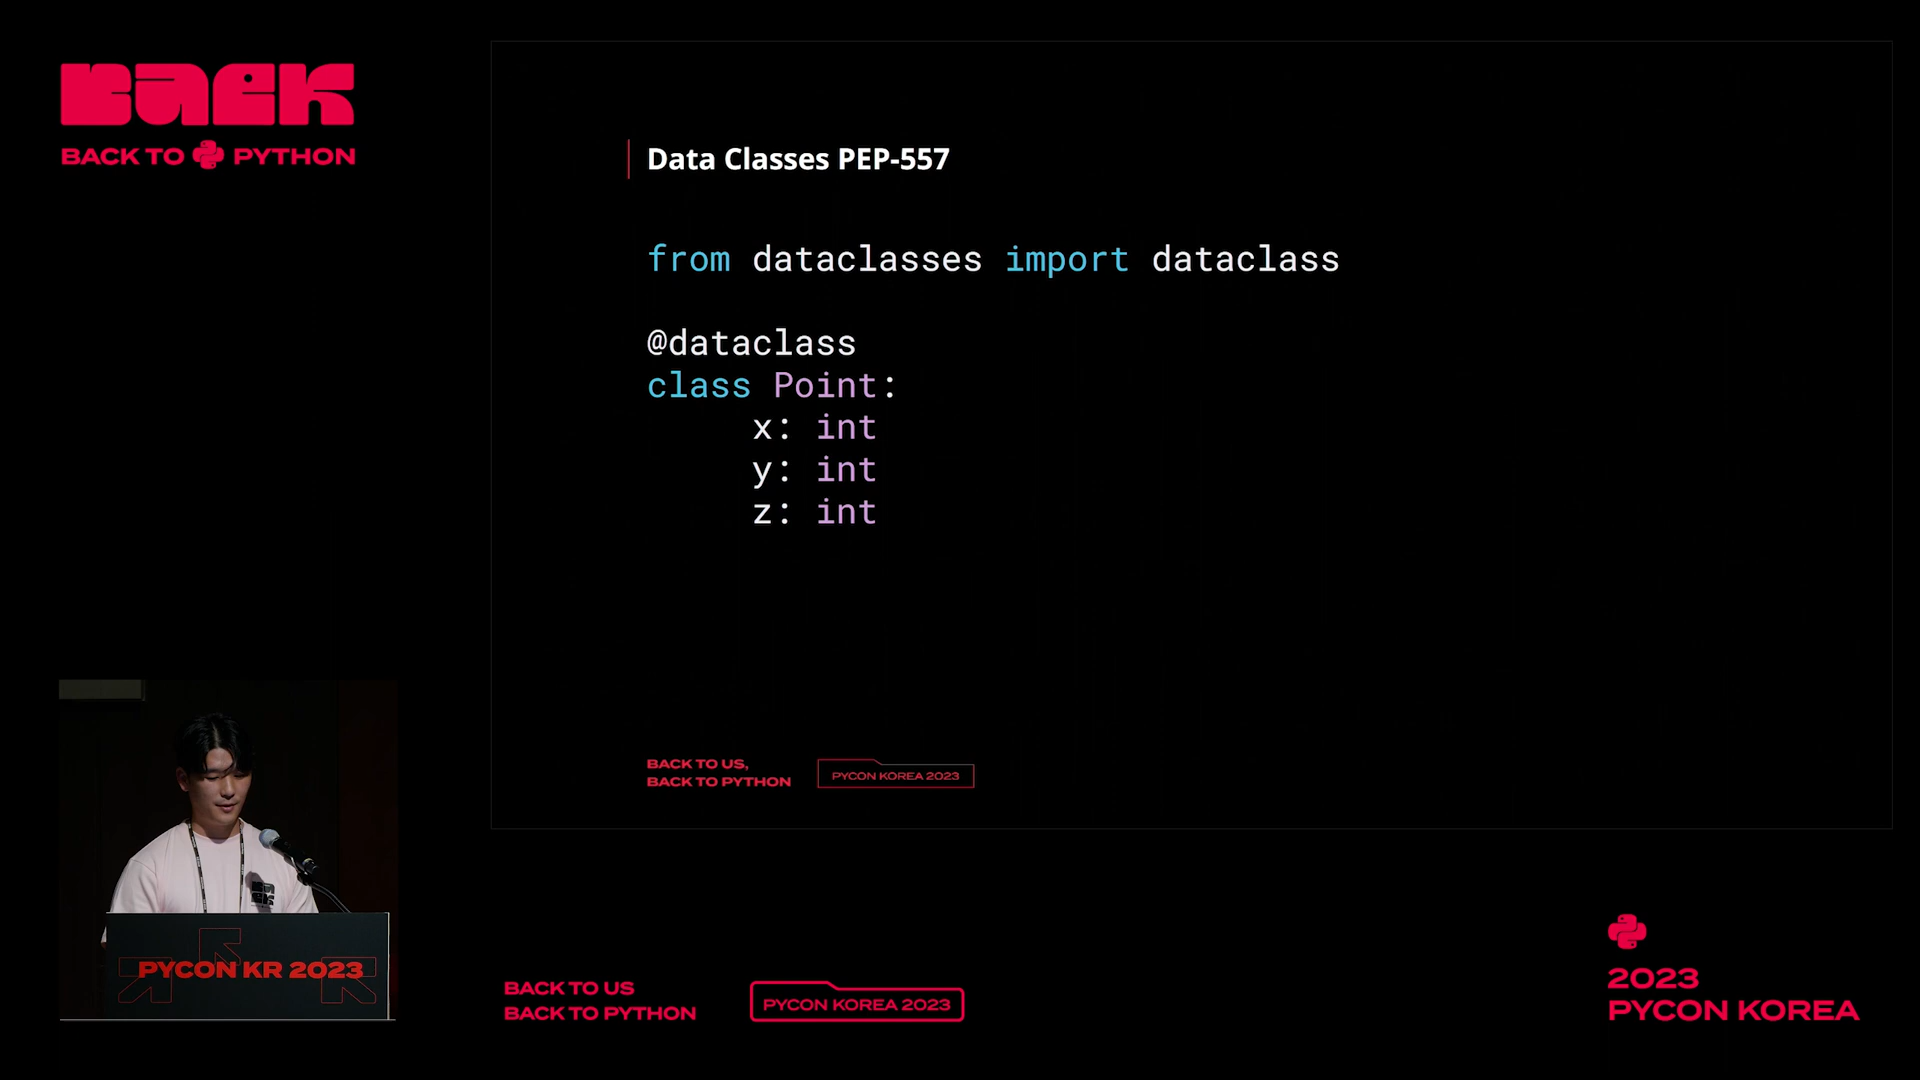 BACK
BACK TO PYTHON
Data Classes PEP-557
from dataclasses import dataclass
@dataclass
class Point:
x: int
y: int
z: int
BACK TO US,
BACK TO PYTHON
PYCON KOREA 2023
PYCON KR 2023
BACK TO US
BACK TO PYTHON
PYCON KOREA 2023
2023
PYCON KOREA